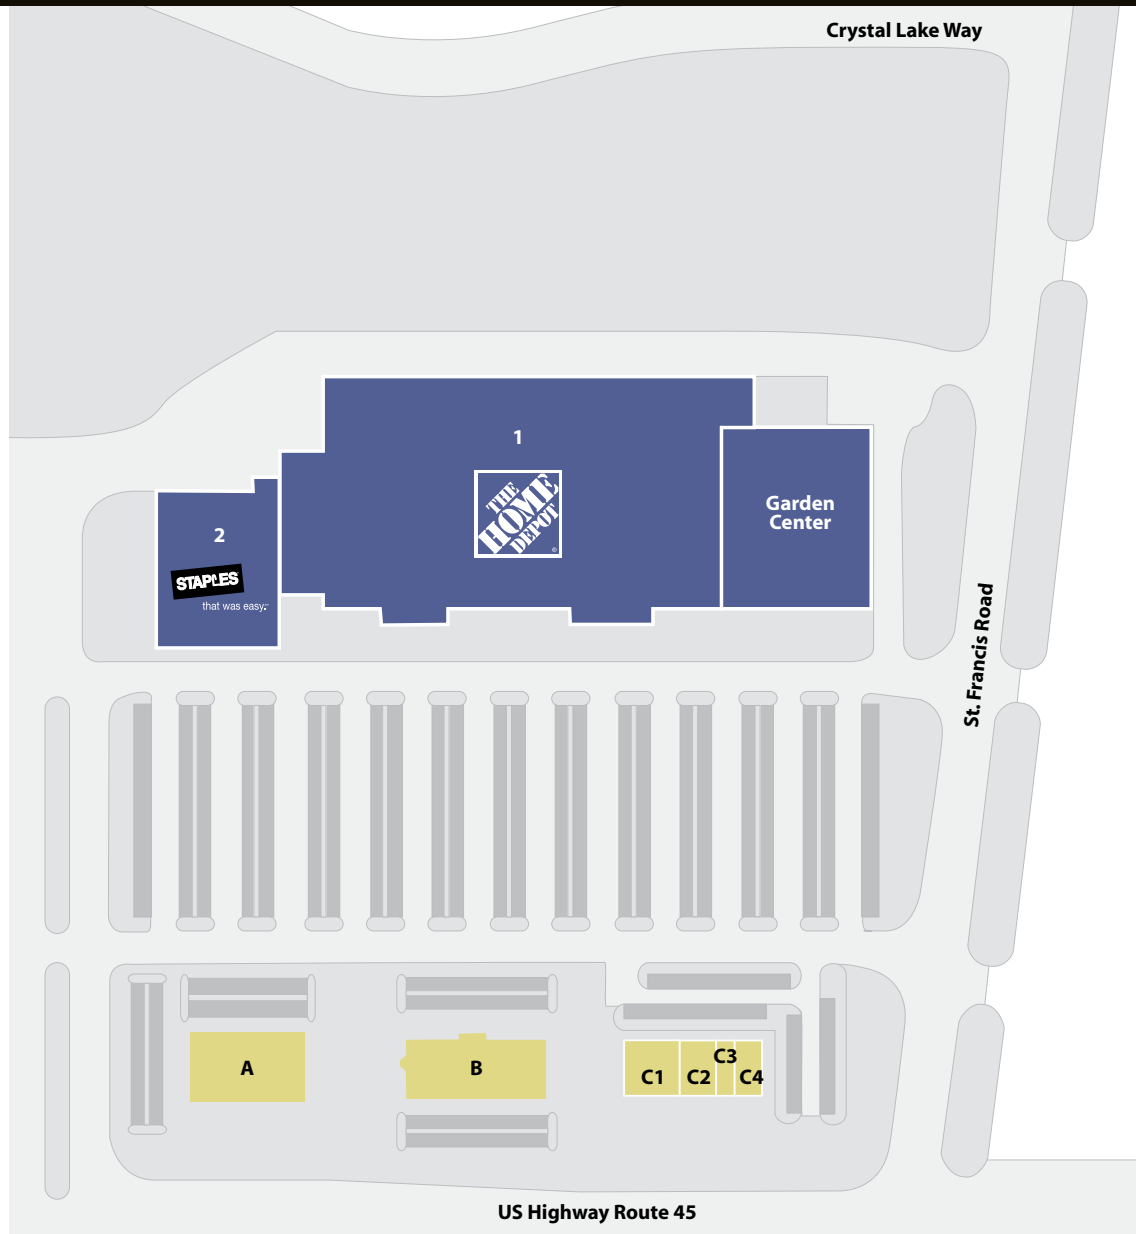 Crystal Lake Way
1
THE
HOME
DEPOT
®
Garden
Center
2
STAPLES
that was easy.™
St. Francis Road
A
B
C1
C2
C3
C4
US Highway Route 45